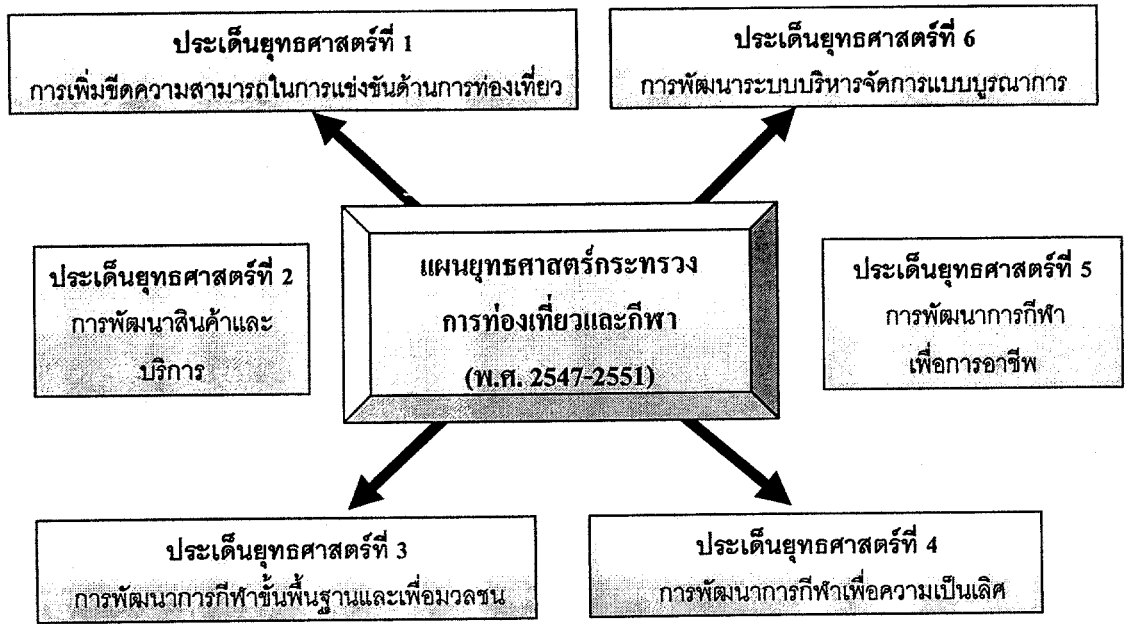 ประเด็นยุทธศาสตร์ที่ 1
การเพิ่มขีดความสามารถในการแข่งขันด้านการท่องเที่ยว
ประเด็นยุทธศาสตร์ที่ 6
การพัฒนาระบบบริหารจัดการแบบบูรณาการ
ประเด็นยุทธศาสตร์ที่ 2
การพัฒนาสินค้าและ
บริการ
แผนยุทธศาสตร์กระทรวง
การท่องเที่ยวและกีฬา
(พ.ศ. 2547-2551)
ประเด็นยุทธศาสตร์ที่ 5
การพัฒนาการกีฬา
เพื่อการอาชีพ
ประเด็นยุทธศาสตร์ที่ 3
การพัฒนาการกีฬาขั้นพื้นฐานและเพื่อมวลชน
ประเด็นยุทธศาสตร์ที่ 4
การพัฒนาการกีฬาเพื่อความเป็นเลิศ